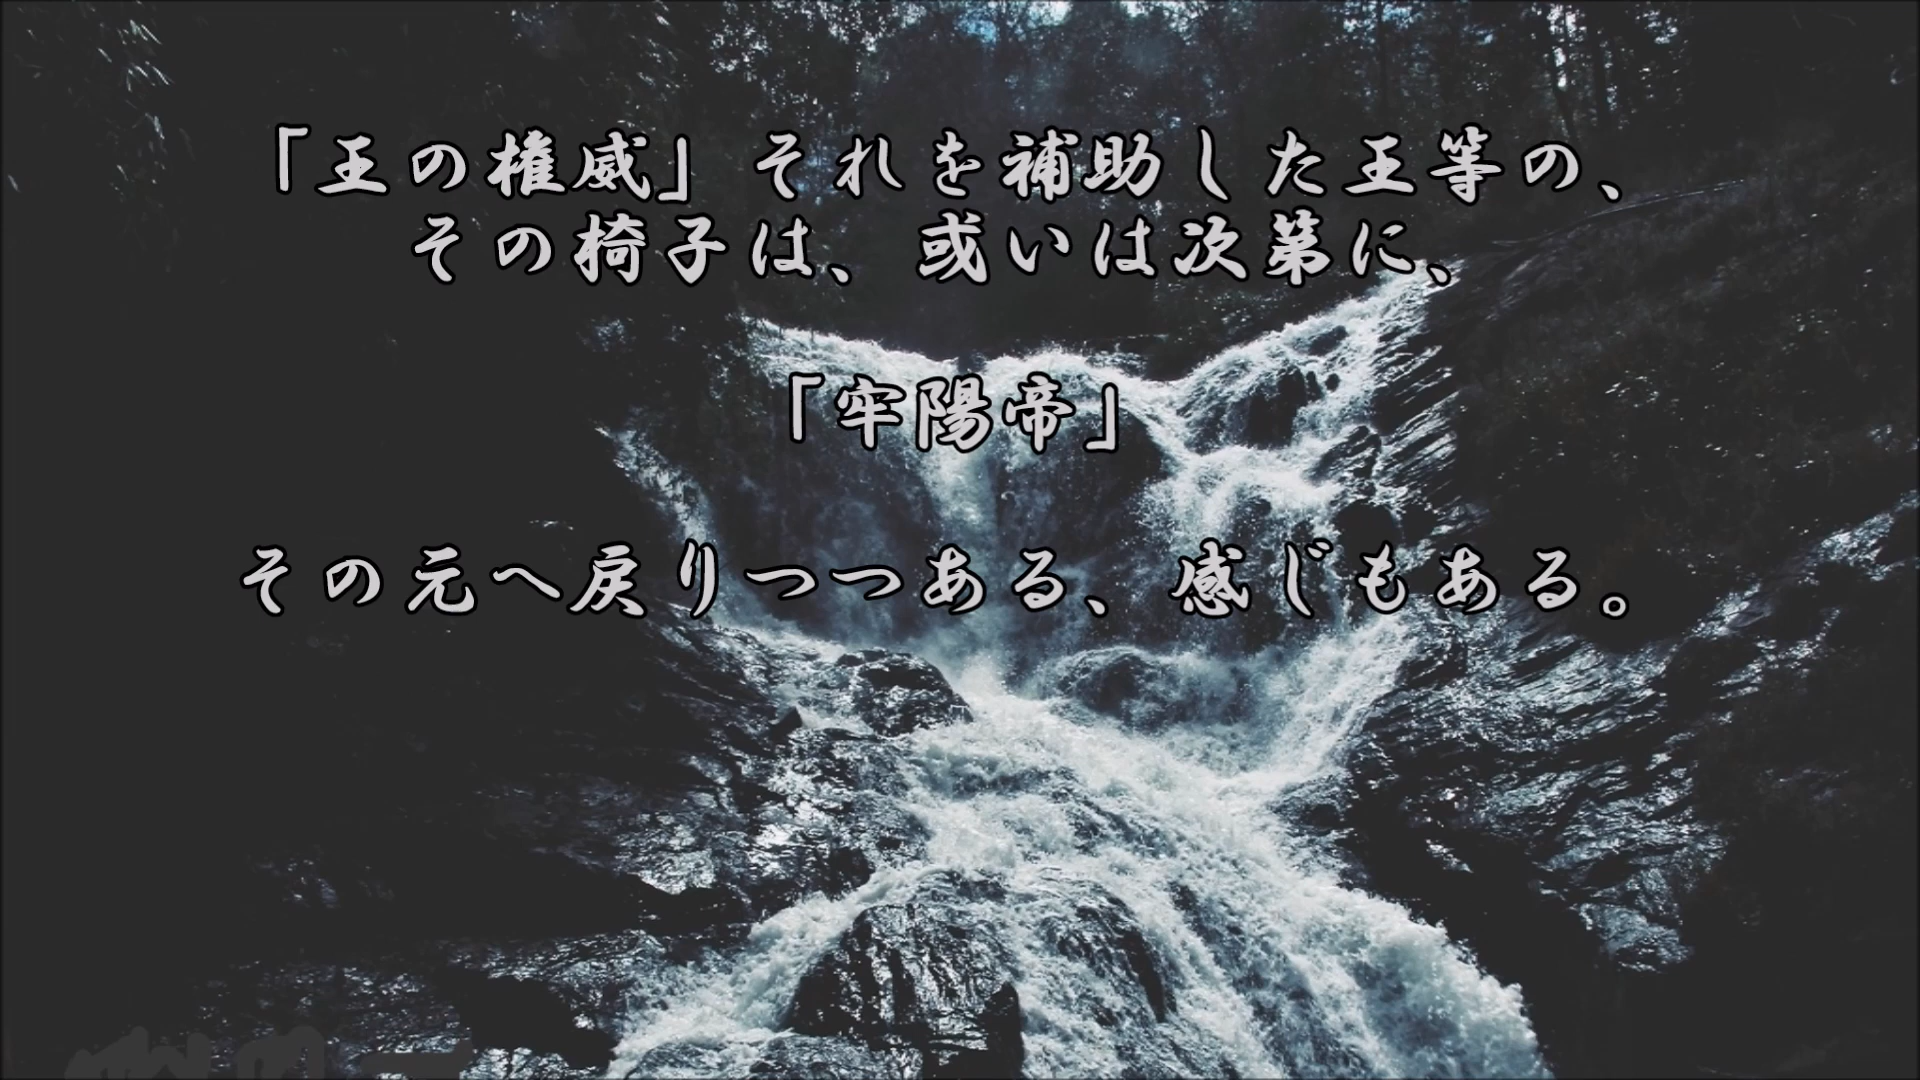 「王の権威」それを補助した王等の、
その椅子は、或いは次第に、
「牢陽帝」
その元へ戻りつつある、感じもある。